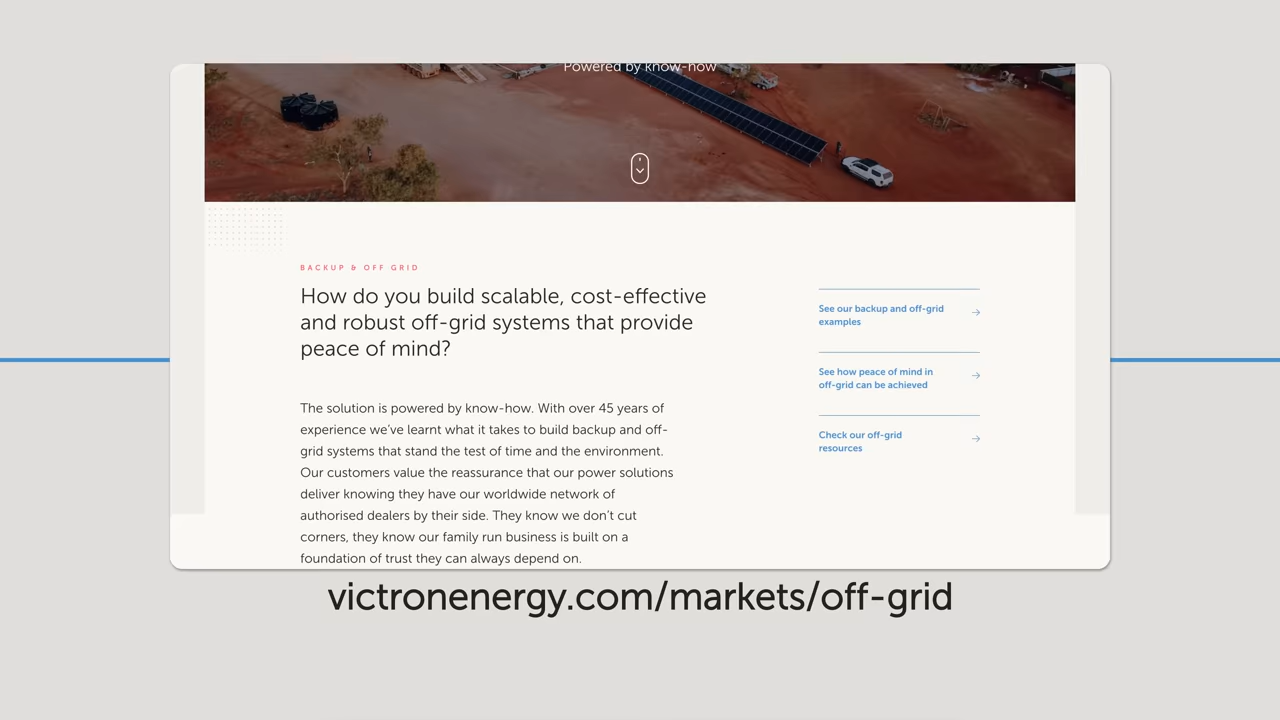 Powered by know-how
BACKUP & OFF GRID
How do you build scalable, cost-effective
and robust off-grid systems that provide
peace of mind?
The solution is powered by know-how. With over 45 years of
experience we’ve learnt what it takes to build backup and off-
grid systems that stand the test of time and the environment.
Our customers value the reassurance that our power solutions
deliver knowing they have our worldwide network of
authorised dealers by their side. They know we don’t cut
corners, they know our family run business is built on a
foundation of trust they can always depend on.
See our backup and off-grid
examples
See how peace of mind in
off-grid can be achieved
Check our off-grid
resources
victronenergy.com/markets/off-grid